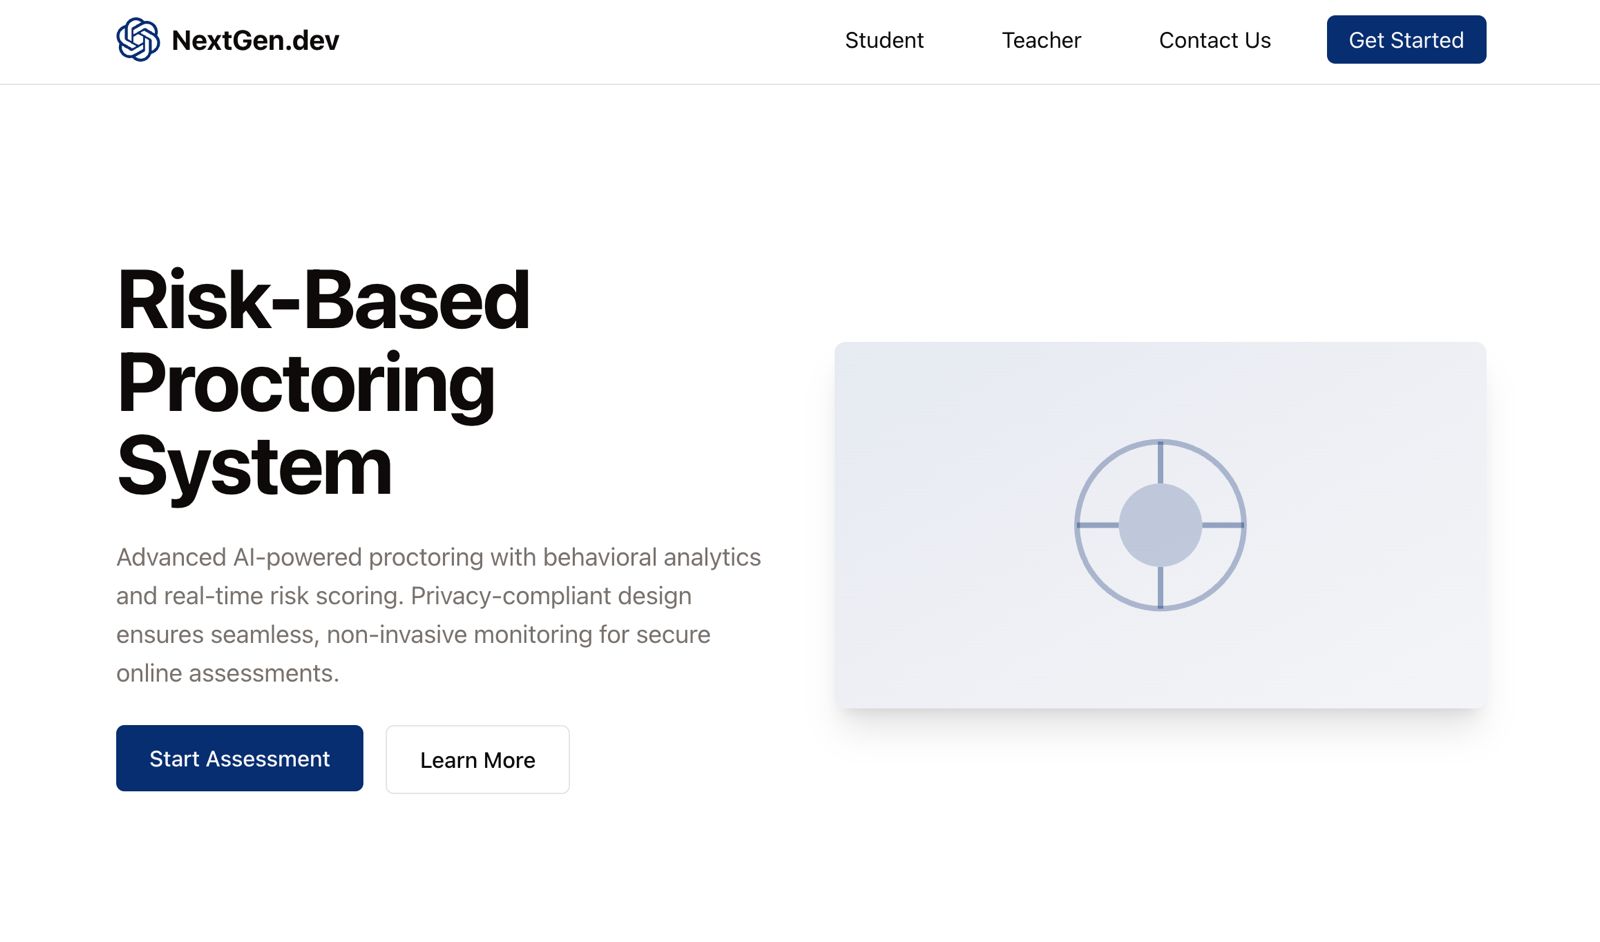 NextGen.dev
Student
Teacher
Contact Us
Get Started
Risk-Based
Proctoring
System
Advanced AI-powered proctoring with behavioral analytics
and real-time risk scoring. Privacy-compliant design
ensures seamless, non-invasive monitoring for secure
online assessments.
Start Assessment
Learn More